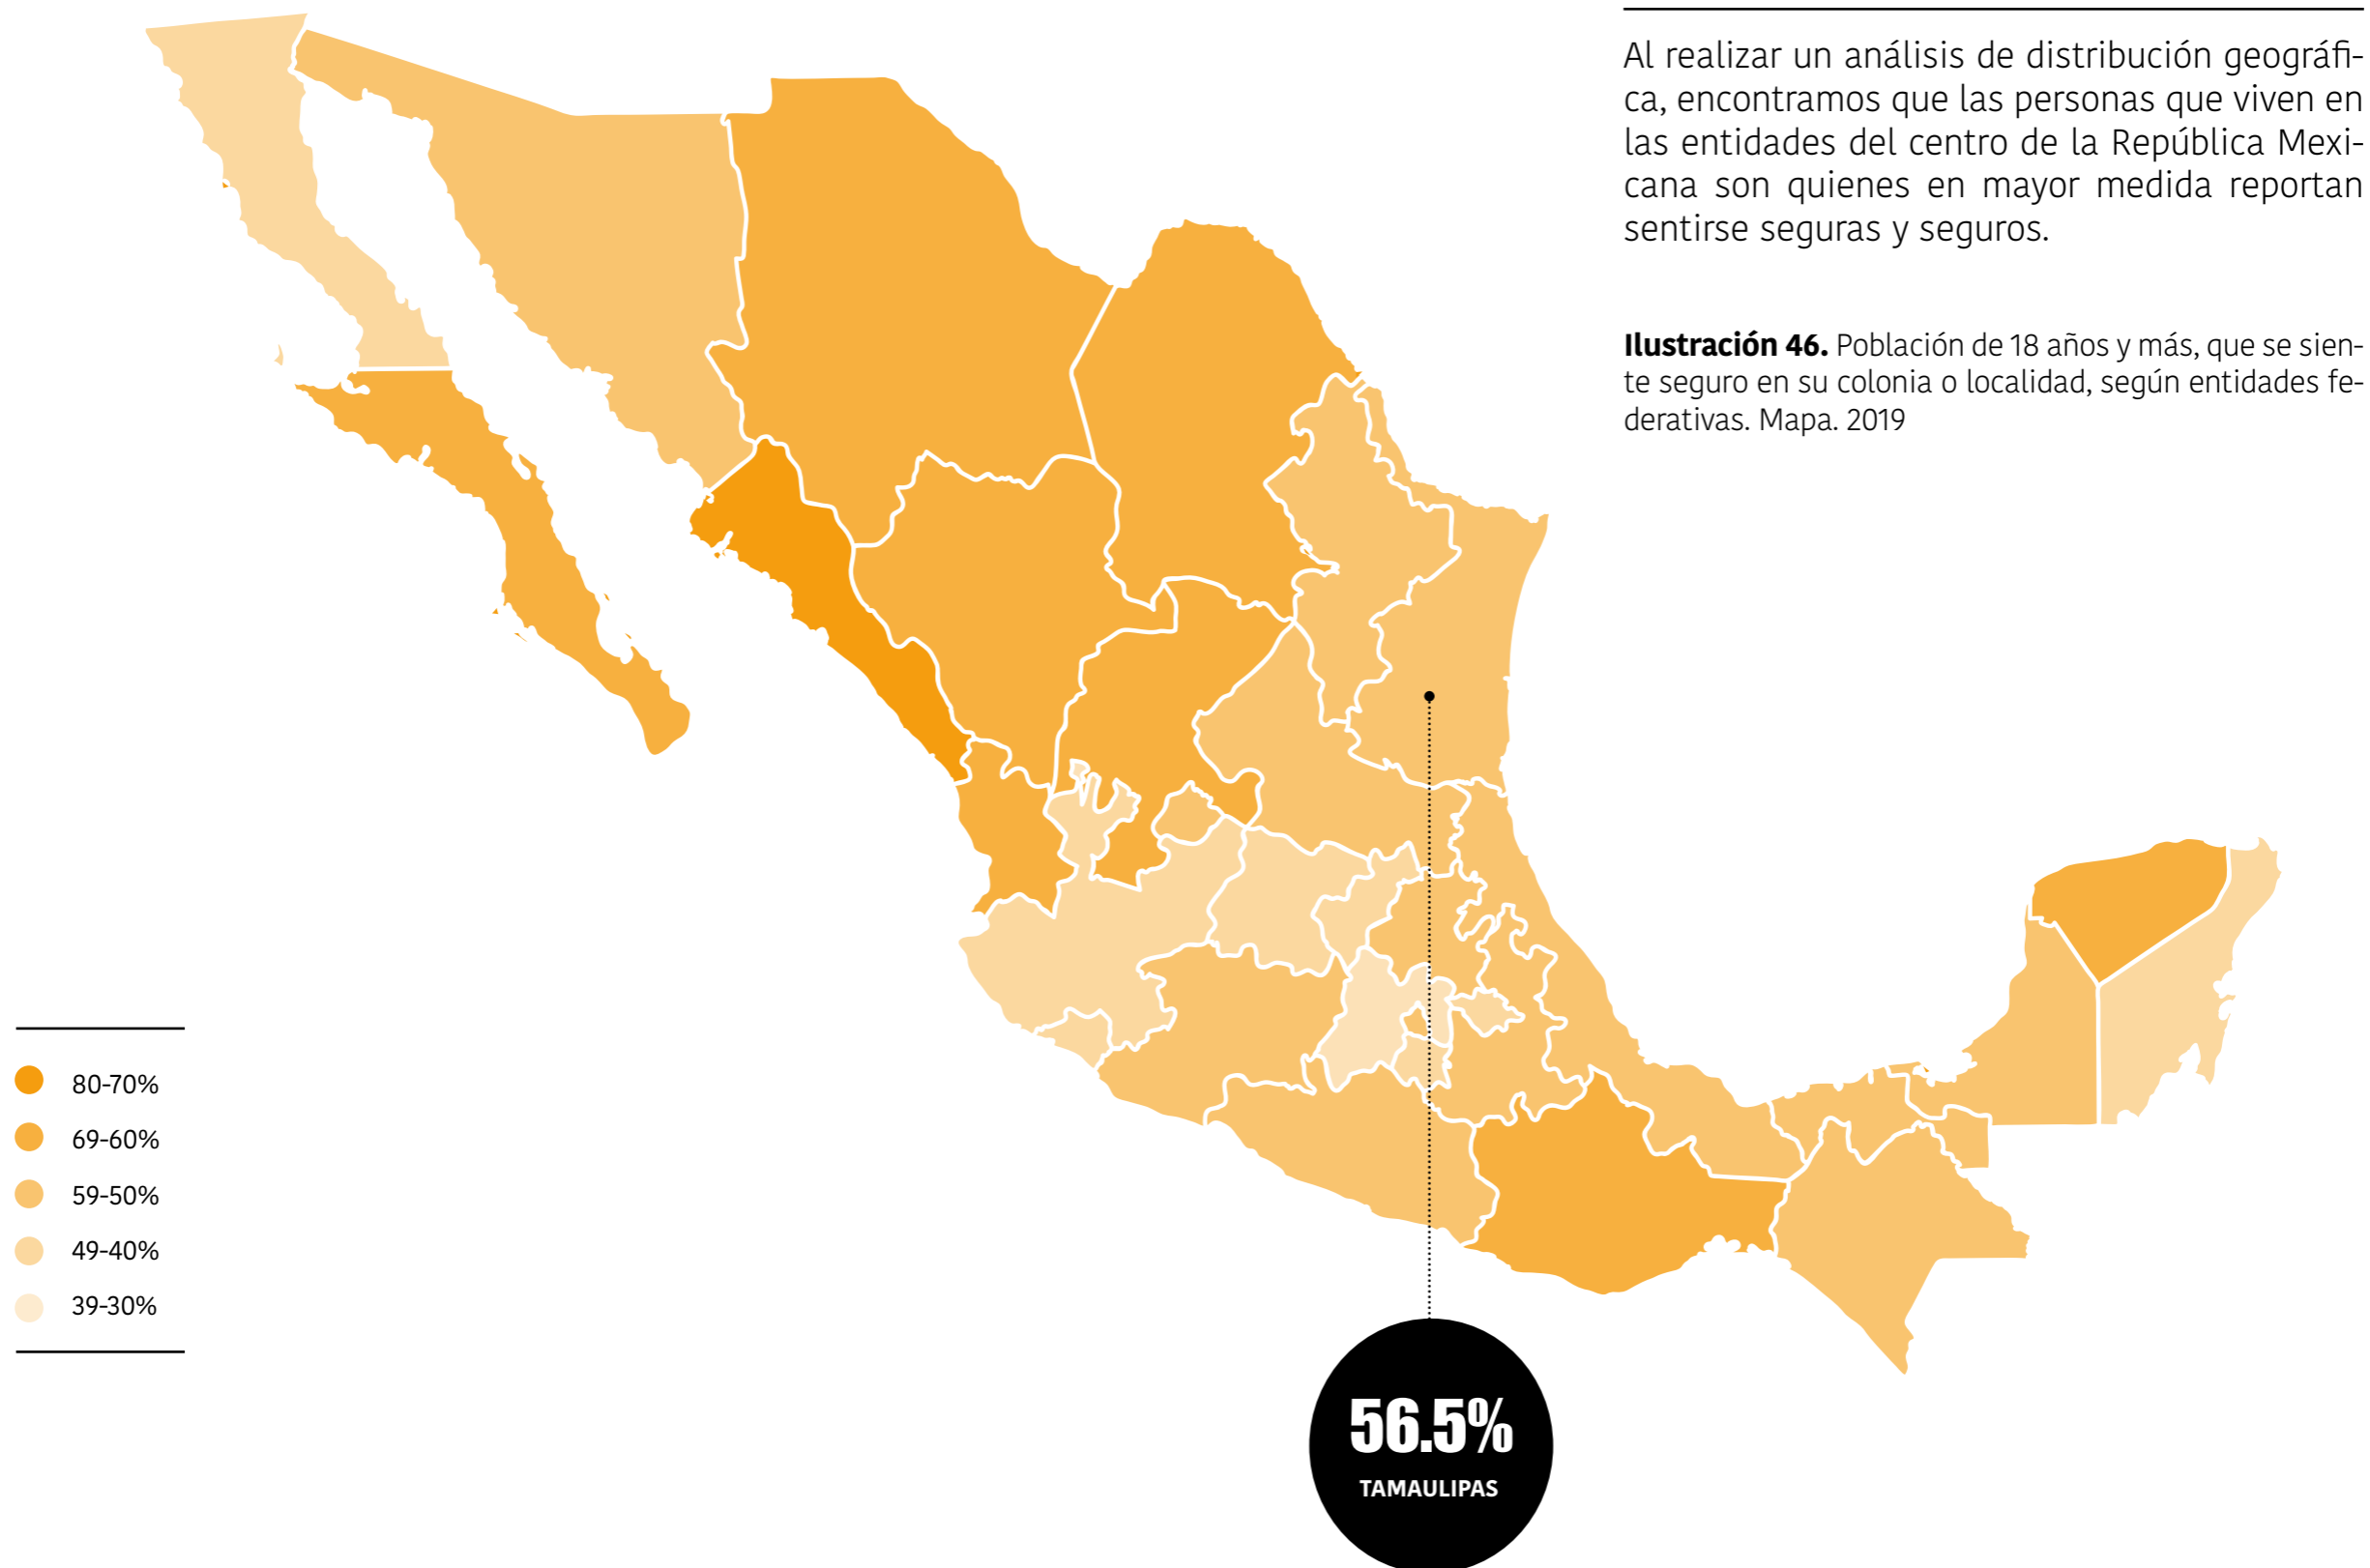 Al realizar un análisis de distribución geográfi-
ca, encontramos que las personas que viven en
las entidades del centro de la República Mexi-
cana son quienes en mayor medida reportan
sentirse seguras y seguros.
Ilustración 46. Población de 18 años y más, que se sien-
te seguro en su colonia o localidad, según entidades fe-
derativas. Mapa. 2019
80-70%
69-60%
59-50%
49-40%
39-30%
56.5%
TAMAULIPAS